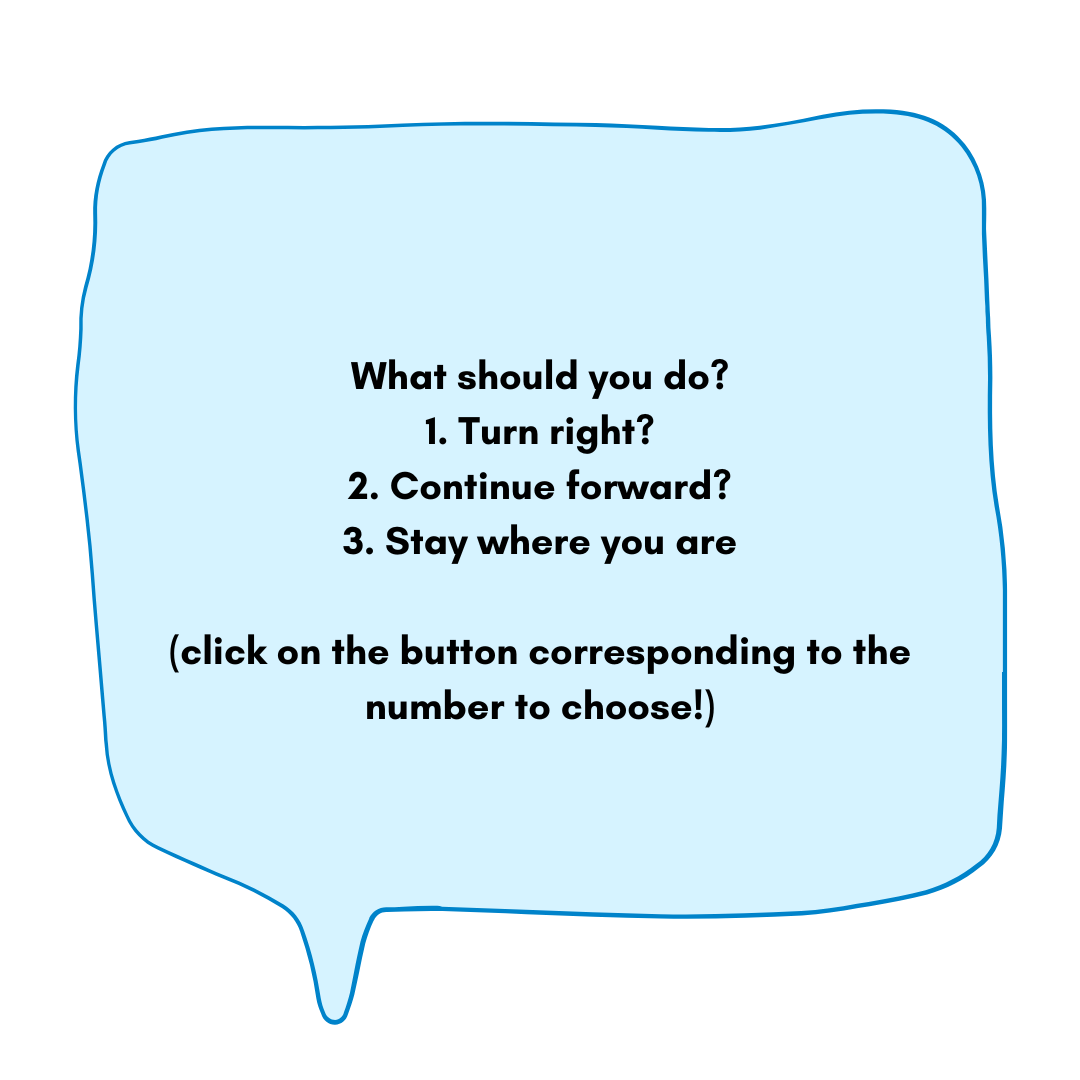 What should you do?
1. Turn right?
2. Continue forward?
3. Stay where you are
(click on the button corresponding to the
number to choose!)